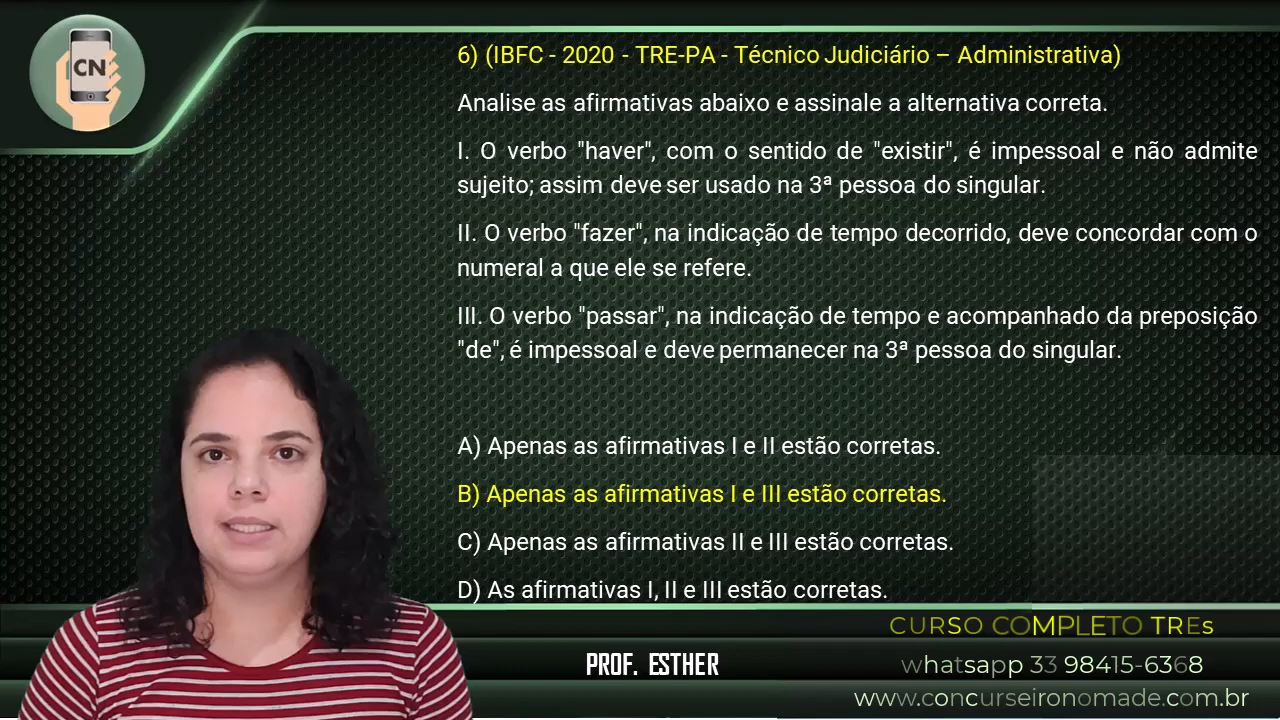 CN
6) (IBFC - 2020 - TRE-PA - Técnico Judiciário – Administrativa)
Analise as afirmativas abaixo e assinale a alternativa correta.
I. O verbo "haver", com o sentido de "existir", é impessoal e não admite
sujeito; assim deve ser usado na 3ª pessoa do singular.
II. O verbo "fazer", na indicação de tempo decorrido, deve concordar com o
numeral a que ele se refere.
III. O verbo "passar", na indicação de tempo e acompanhado da preposição
"de", é impessoal e deve permanecer na 3ª pessoa do singular.
A) Apenas as afirmativas I e II estão corretas.
B) Apenas as afirmativas I e III estão corretas.
C) Apenas as afirmativas II e III estão corretas.
D) As afirmativas I, II e III estão corretas.
CURSO COMPLETO TREs
PROF. ESTHER
whatsapp 33 98415-6368
www.concurseironomade.com.br